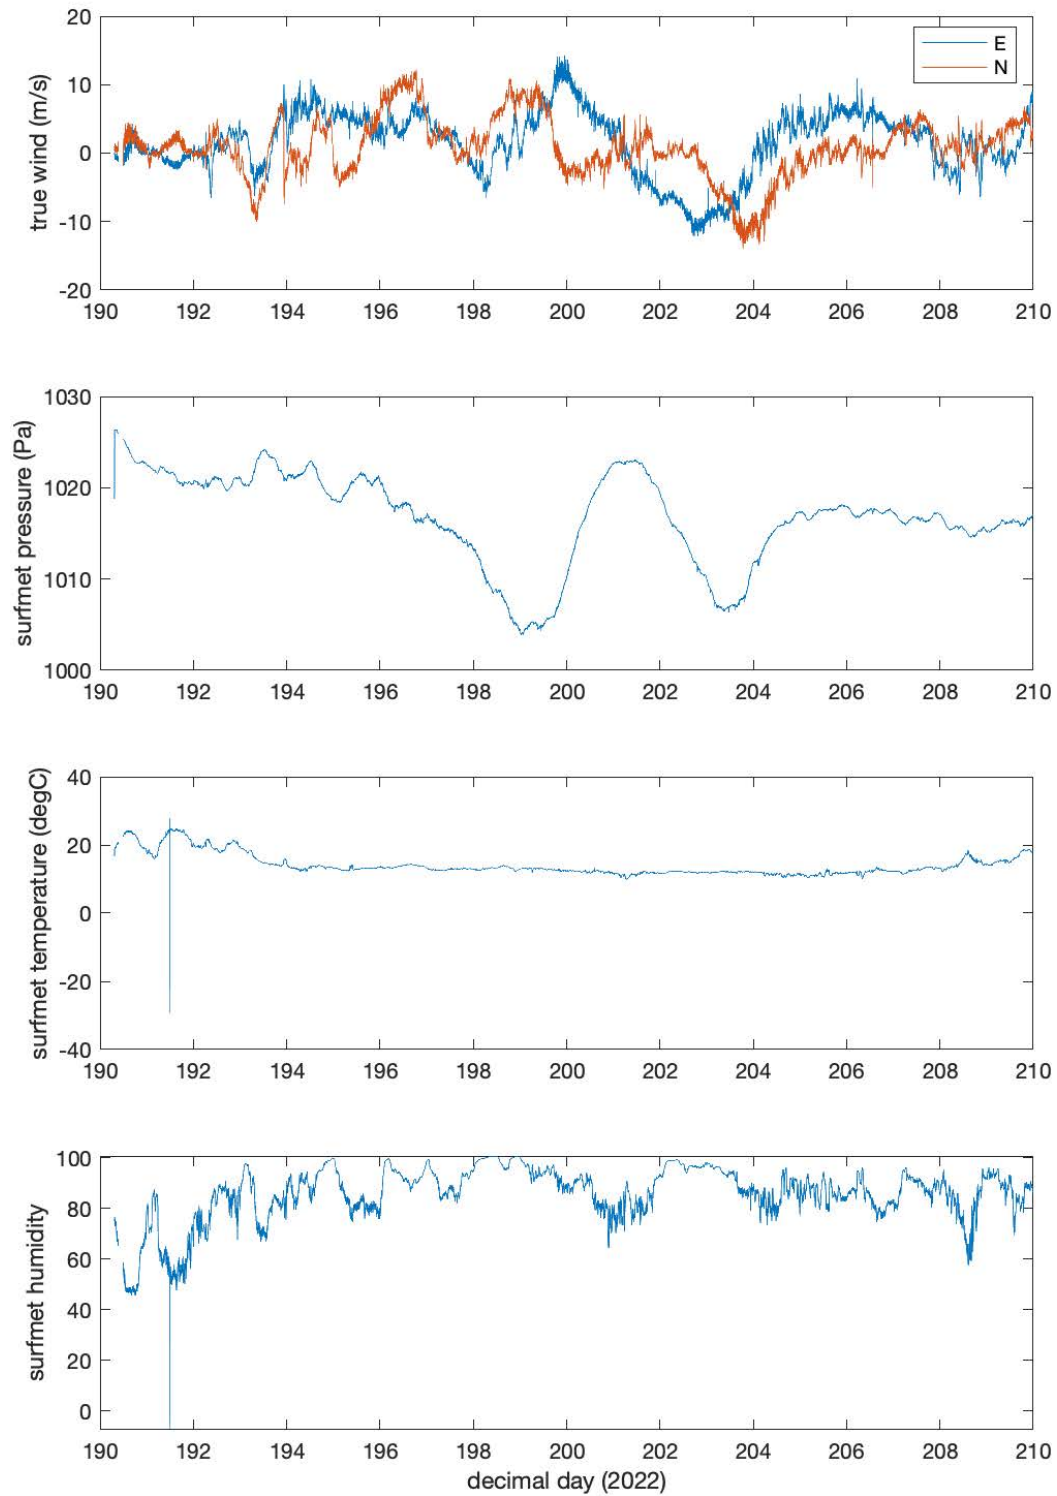 20
10
0
-10
-20
true wind (m/s)
E
N
190 192 194 196 198 200 202 204 206 208 210
1030
1020
1010
1000
surfmet pressure (Pa)
190 192 194 196 198 200 202 204 206 208 210
40
20
0
-20
-40
surfmet temperature (degC)
190 192 194 196 198 200 202 204 206 208 210
100
80
60
40
20
0
surfmet humidity
190 192 194 196 198 200 202 204 206 208 210
decimal day (2022)